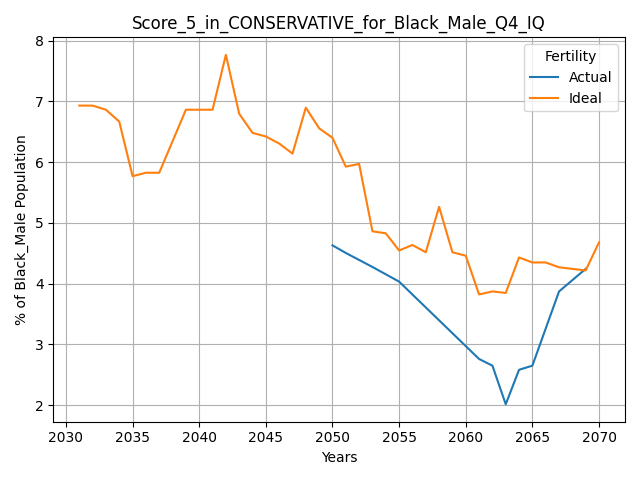 Score_5_in_CONSERVATIVE_for_Black_Male_Q4_IQ
Fertility
Actual
Ideal
% of Black_Male Population
8
7
6
5
4
3
2
2030 2035 2040 2045 2050 2055 2060 2065 2070
Years